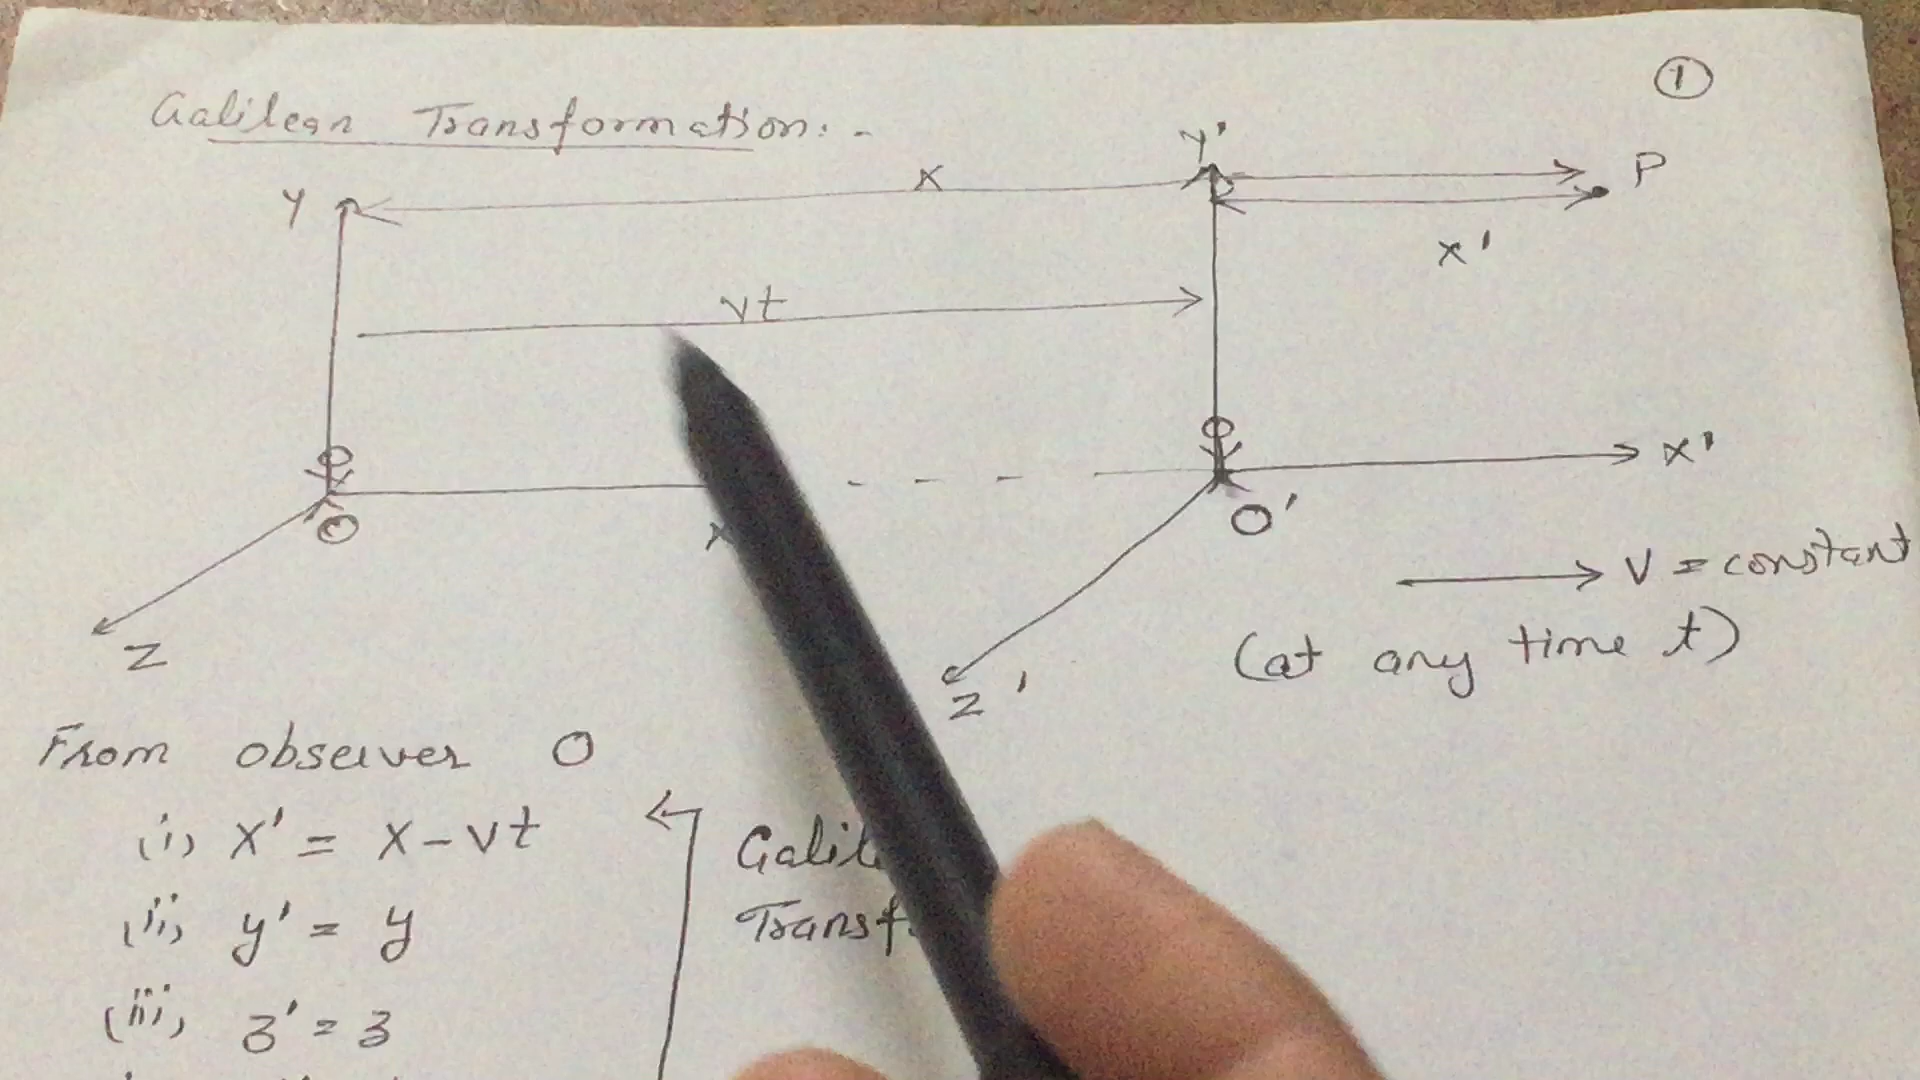 ①
Galilean Transformation:-
Y'
x
P
Y
x'
vt
x'
O'
O
x
V = constant
(at any time t)
Z
Z'
From observer O
(i) x' = x - vt
(ii) y' = y
(iii) z' = z